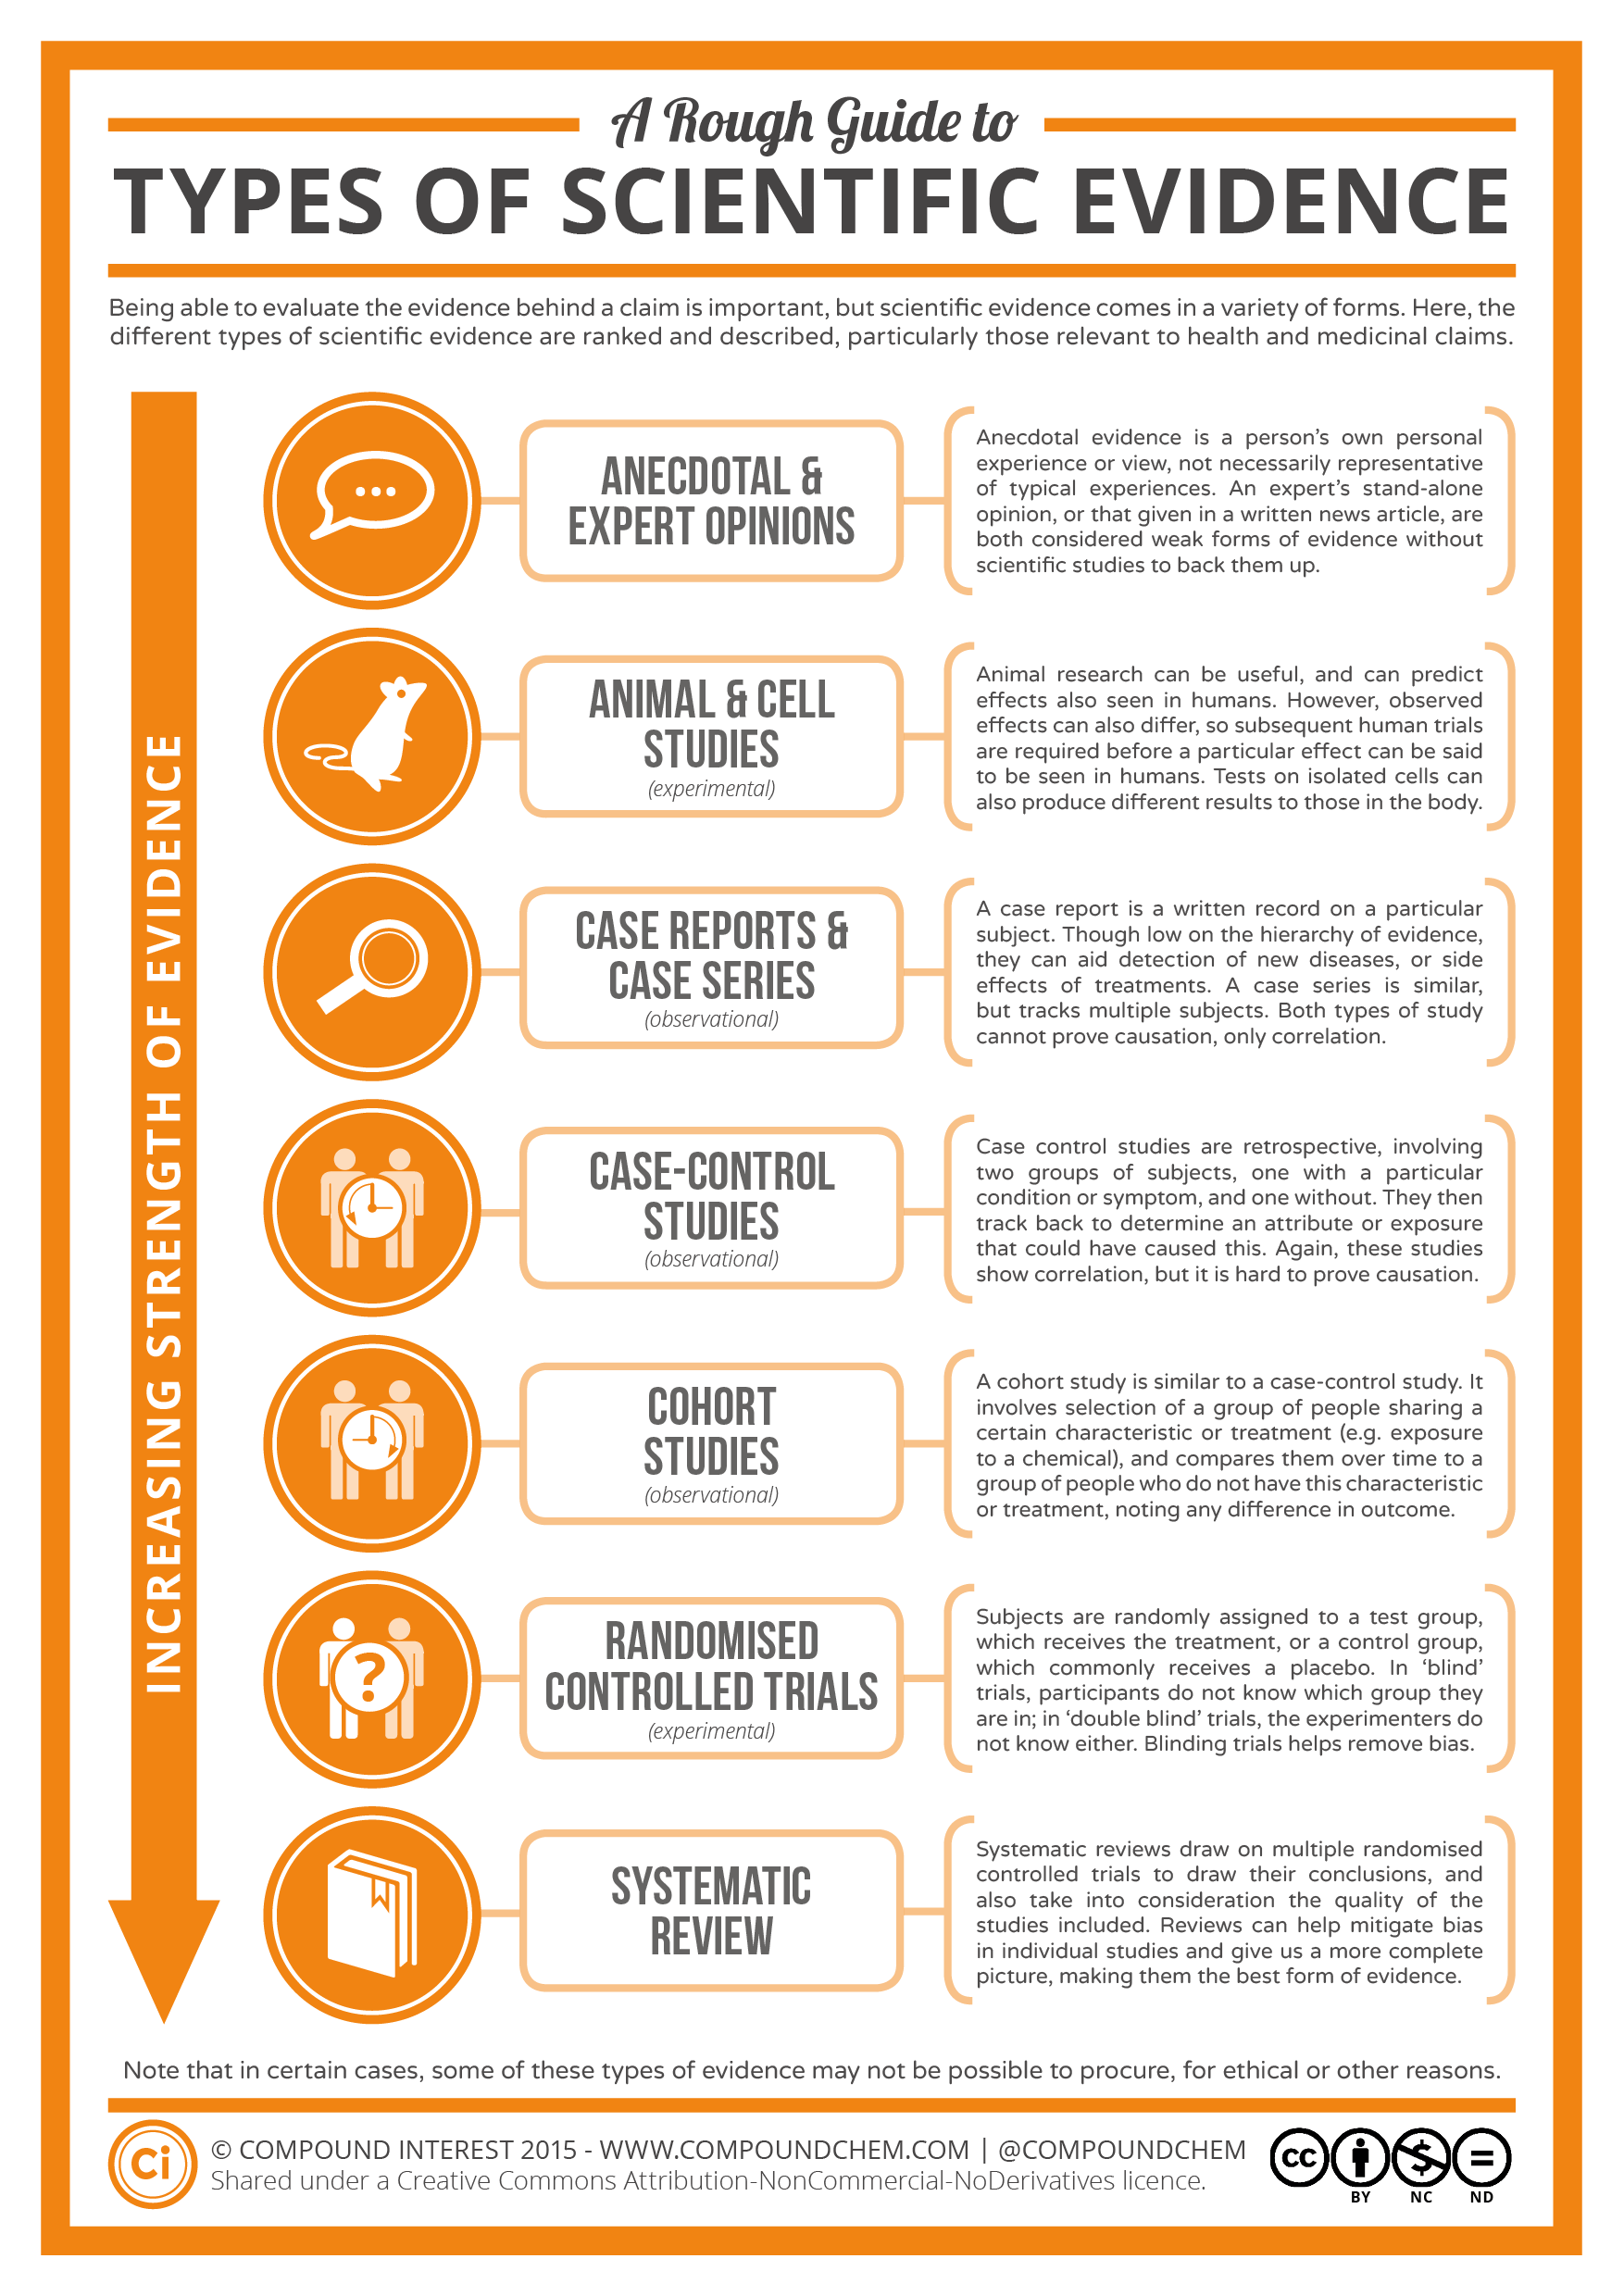 A Rough Guide to
TYPES OF SCIENTIFIC EVIDENCE
Being able to evaluate the evidence behind a claim is important, but scientific evidence comes in a variety of forms. Here, the
different types of scientific evidence are ranked and described, particularly those relevant to health and medicinal claims.
INCREASING STRENGTH OF EVIDENCE
ANECDOTAL &
EXPERT OPINIONS
Anecdotal evidence is a person's own personal
experience or view, not necessarily representative
of typical experiences. An expert's stand-alone
opinion, or that given in a written news article, are
both considered weak forms of evidence without
scientific studies to back them up.
ANIMAL & CELL
STUDIES
(experimental)
Animal research can be useful, and can predict
effects also seen in humans. However, observed
effects can also differ, so subsequent human trials
are required before a particular effect can be said
to be seen in humans. Tests on isolated cells can
also produce different results to those in the body.
CASE REPORTS &
CASE SERIES
(observational)
A case report is a written record on a particular
subject. Though low on the hierarchy of evidence,
they can aid detection of new diseases, or side
effects of treatments. A case series is similar,
but tracks multiple subjects. Both types of study
cannot prove causation, only correlation.
CASE-CONTROL
STUDIES
(observational)
Case control studies are retrospective, involving
two groups of subjects, one with a particular
condition or symptom, and one without. They then
track back to determine an attribute or exposure
that could have caused this. Again, these studies
show correlation, but it is hard to prove causation.
COHORT
STUDIES
(observational)
A cohort study is similar to a case-control study. It
involves selection of a group of people sharing a
certain characteristic or treatment (e.g. exposure
to a chemical), and compares them over time to a
group of people who do not have this characteristic
or treatment, noting any difference in outcome.
?
RANDOMISED
CONTROLLED TRIALS
(experimental)
Subjects are randomly assigned to a test group,
which receives the treatment, or a control group,
which commonly receives a placebo. In ‘blind’
trials, participants do not know which group they
are in; in ‘double blind’ trials, the experimenters do
not know either. Blinding trials helps remove bias.
SYSTEMATIC
REVIEW
Systematic reviews draw on multiple randomised
controlled trials to draw their conclusions, and
also take into consideration the quality of the
studies included. Reviews can help mitigate bias
in individual studies and give us a more complete
picture, making them the best form of evidence.
Note that in certain cases, some of these types of evidence may not be possible to procure, for ethical or other reasons.
Ci
© COMPOUND INTEREST 2015 - WWW.COMPOUNDCHEM.COM | @COMPOUNDCHEM
Shared under a Creative Commons Attribution-NonCommercial-NoDerivatives licence.
cc $ =
BY NC ND